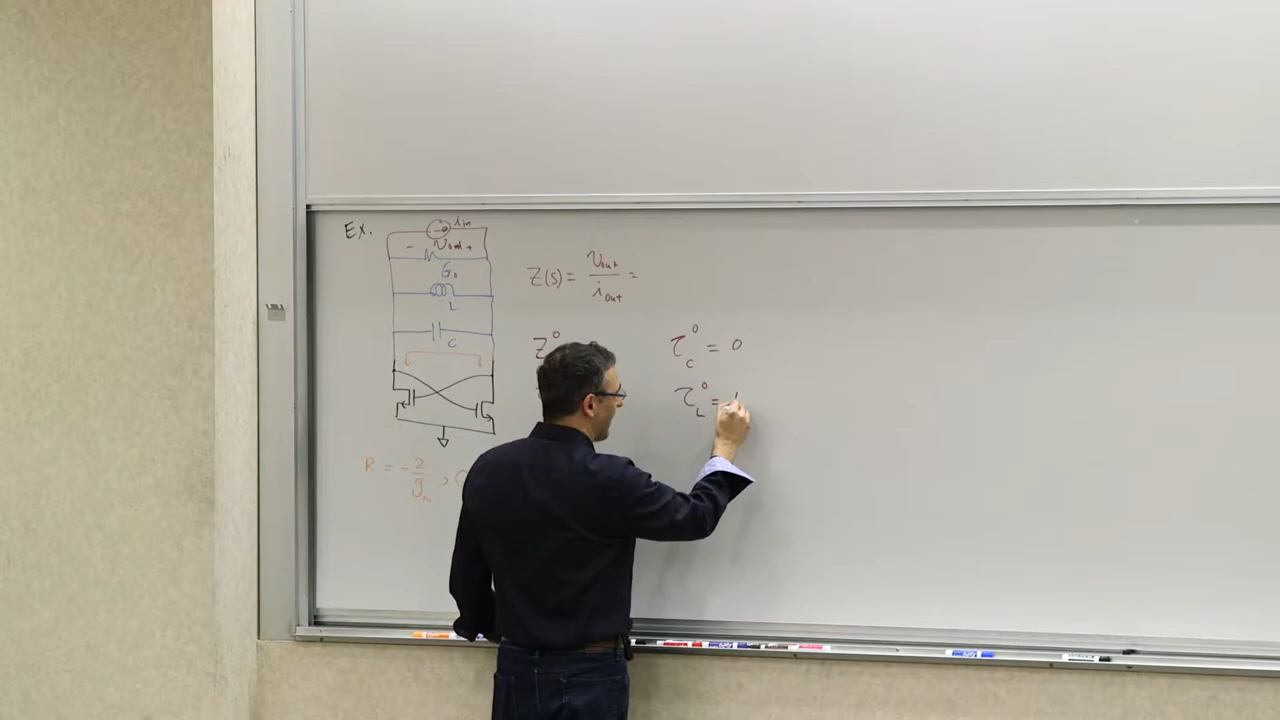 Ex.
i_in
- v_out +
G_0
L
C
Z(s) = v_out / i_out =
Z^0
τ_C^0 = 0
τ_L^0 =
R = -2/g_m ,